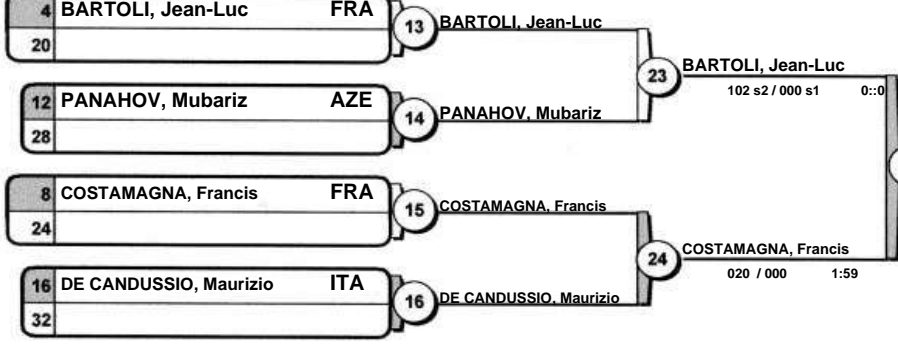 4 BARTOLI, Jean-Luc FRA
20
13 BARTOLI, Jean-Luc
23 BARTOLI, Jean-Luc
102 s2 / 000 s1 0::0
12 PANAHOV, Mubariz AZE
28
14 PANAHOV, Mubariz
8 COSTAMAGNA, Francis FRA
24
15 COSTAMAGNA, Francis
24 COSTAMAGNA, Francis
020 / 000 1:59
16 DE CANDUSSIO, Maurizio ITA
32
16 DE CANDUSSIO, Maurizio